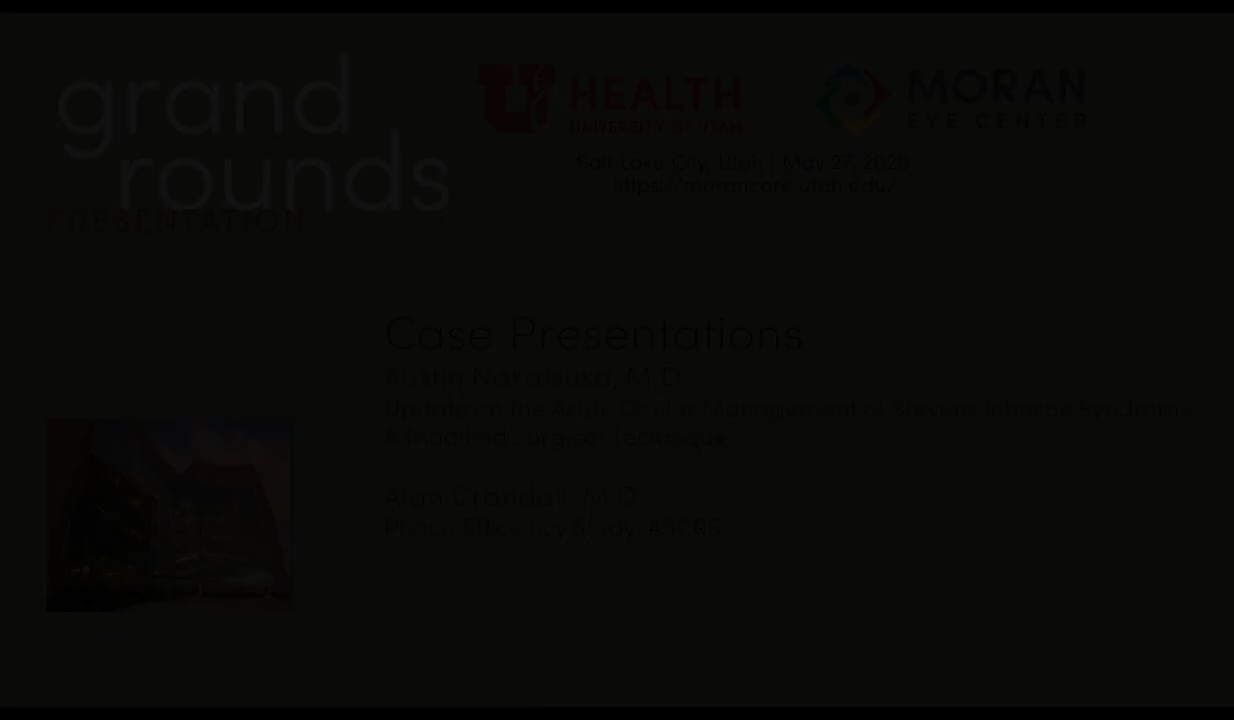 grand
rounds
PRESENTATION
U HEALTH
UNIVERSITY OF UTAH
MORAN
EYE CENTER
Salt Lake City, Utah | May 27, 2020
https://morancore.utah.edu/
Case Presentations
Austin Nakatsuka, M.D.
Update on the Acute Ocular Management of Stevens Johnson Syndrome
A Modified Surgical Technique
Alan Crandall, M.D.
Phaco Efficiency Study/ASCRS